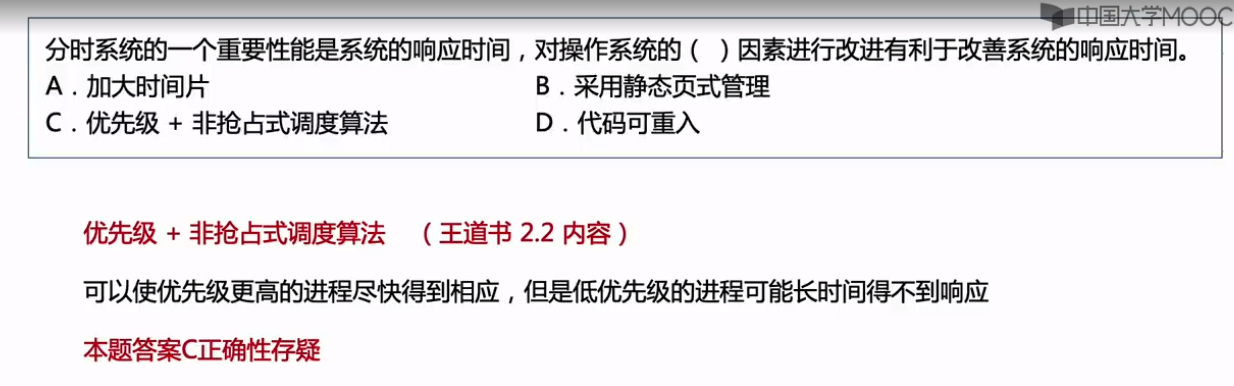 中国大学MOOC
分时系统的一个重要性能是系统的响应时间，对操作系统的（ ）因素进行改进有利于改善系统的响应时间。
A．加大时间片 B．采用静态页式管理
C．优先级 + 非抢占式调度算法 D．代码可重入
优先级 + 非抢占式调度算法 （王道书 2.2 内容）
可以使优先级更高的进程尽快得到相应，但是低优先级的进程可能长时间得不到响应
本题答案C正确性存疑